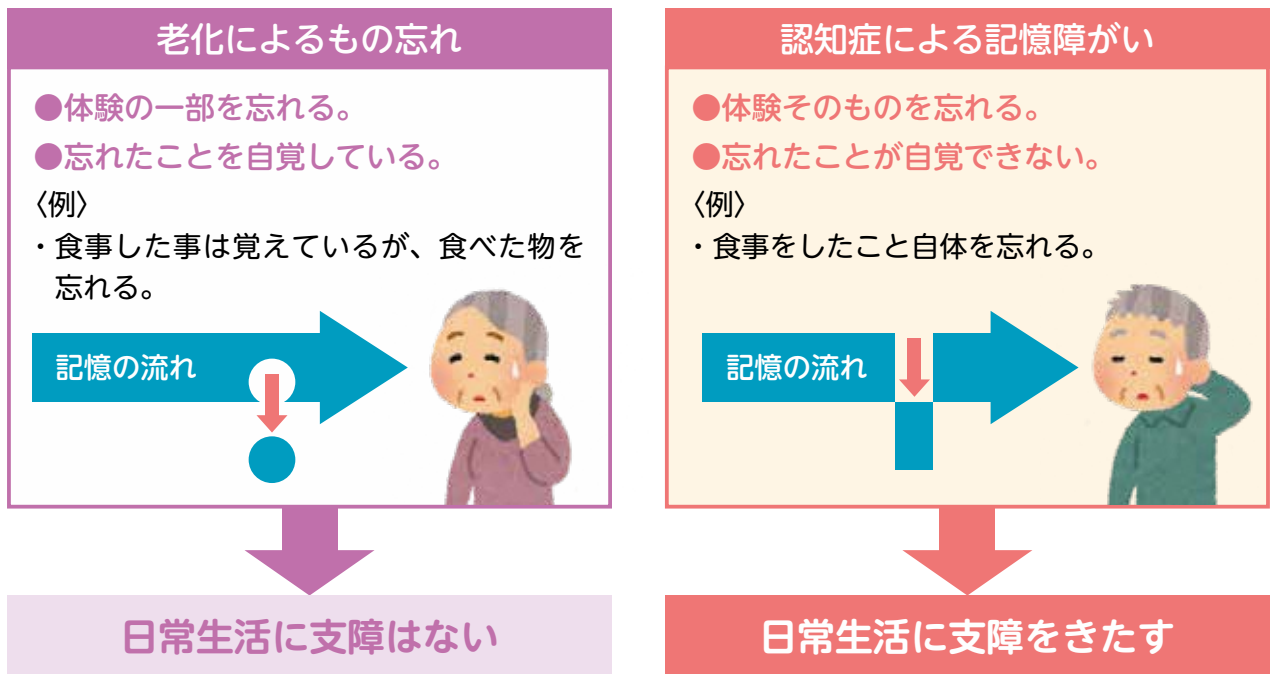 老化によるもの忘れ
●体験の一部を忘れる。
●忘れたことを自覚している。
〈例〉
・食事した事は覚えているが、食べた物を
忘れる。
記憶の流れ
日常生活に支障はない
認知症による記憶障がい
●体験そのものを忘れる。
●忘れたことが自覚できない。
〈例〉
・食事をしたこと自体を忘れる。
記憶の流れ
日常生活に支障をきたす